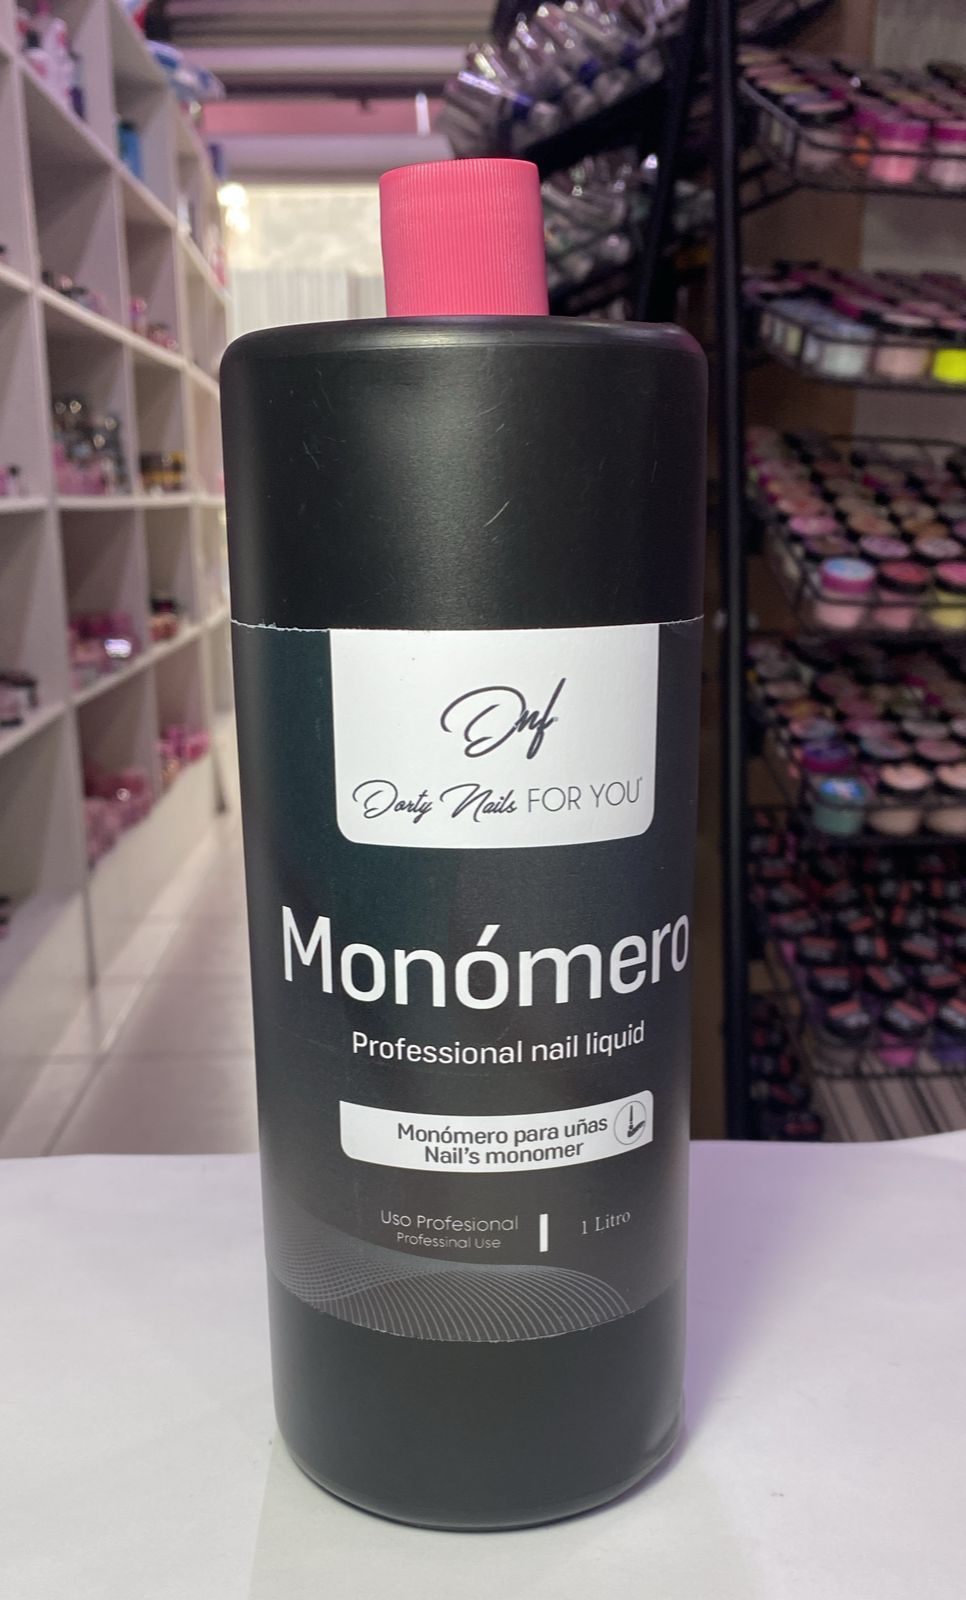 Dnf
Dorty Nails FOR YOU
Monómero
Professional nail liquid
Monómero para uñas
Nail's monomer
Uso Profesional
Professinal Use
1 Litro